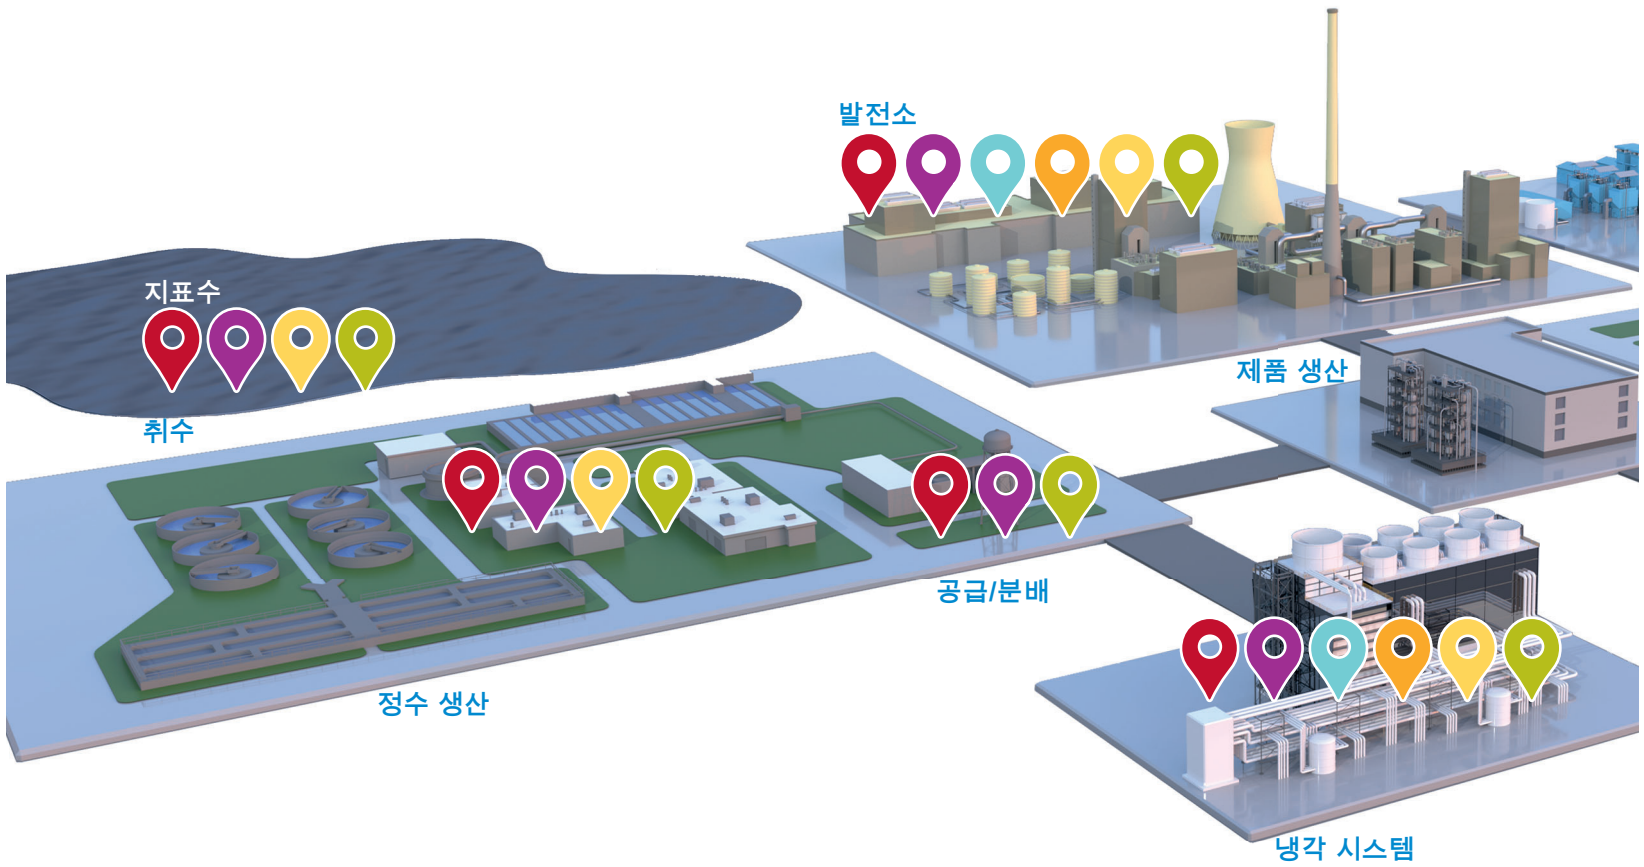 발전소
지표수
제품 생산
취수
공급/분배
정수 생산
냉각 시스템